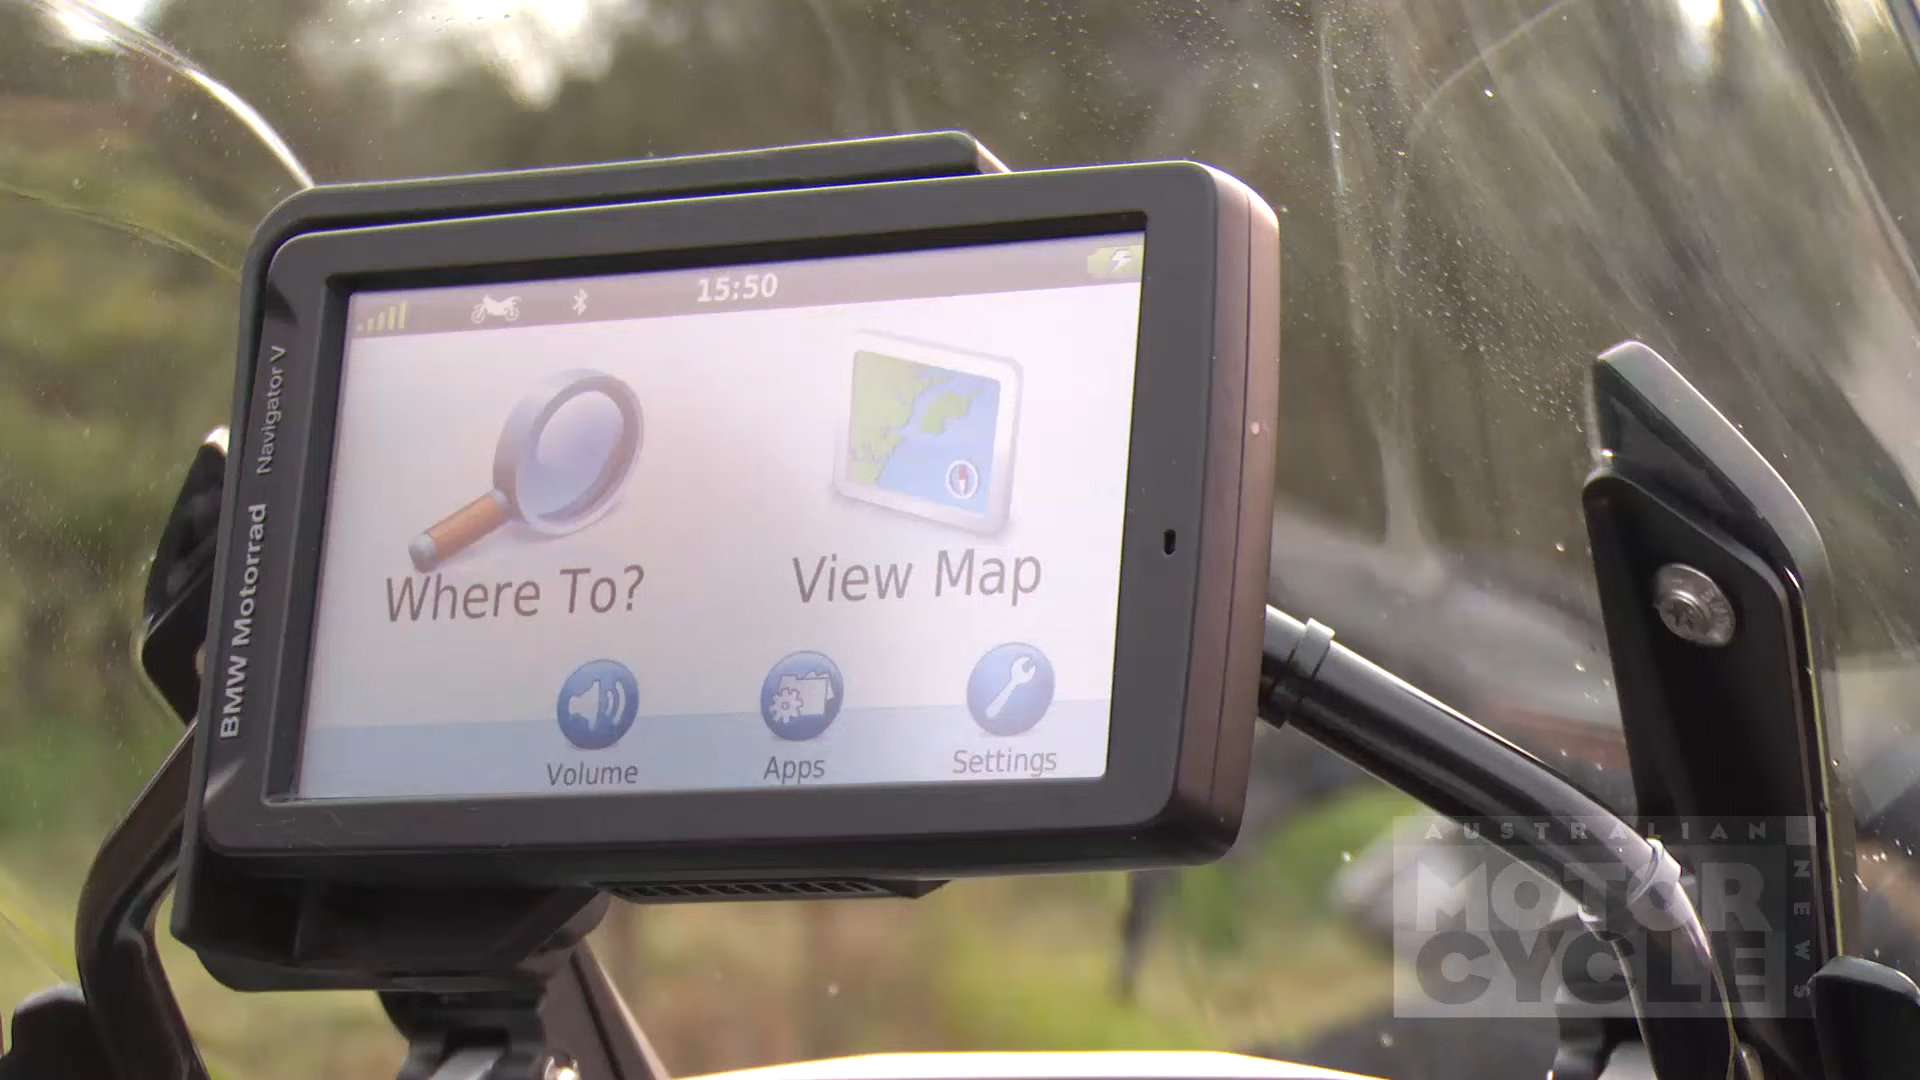 15:50
Where To?
View Map
Volume
Apps
Settings
BMW Motorrad Navigator V
AUSTRALIAN
MOTOR
CYCLE
NEWS